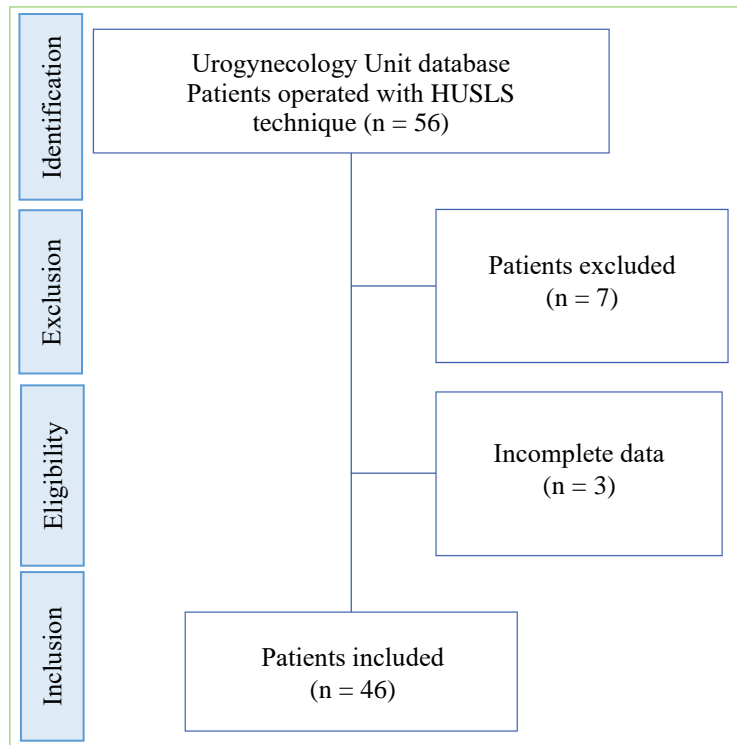 Identification
Urogynecology Unit database
Patients operated with HUSLS
technique (n = 56)
Exclusion
Patients excluded
(n = 7)
Eligibility
Incomplete data
(n = 3)
Inclusion
Patients included
(n = 46)